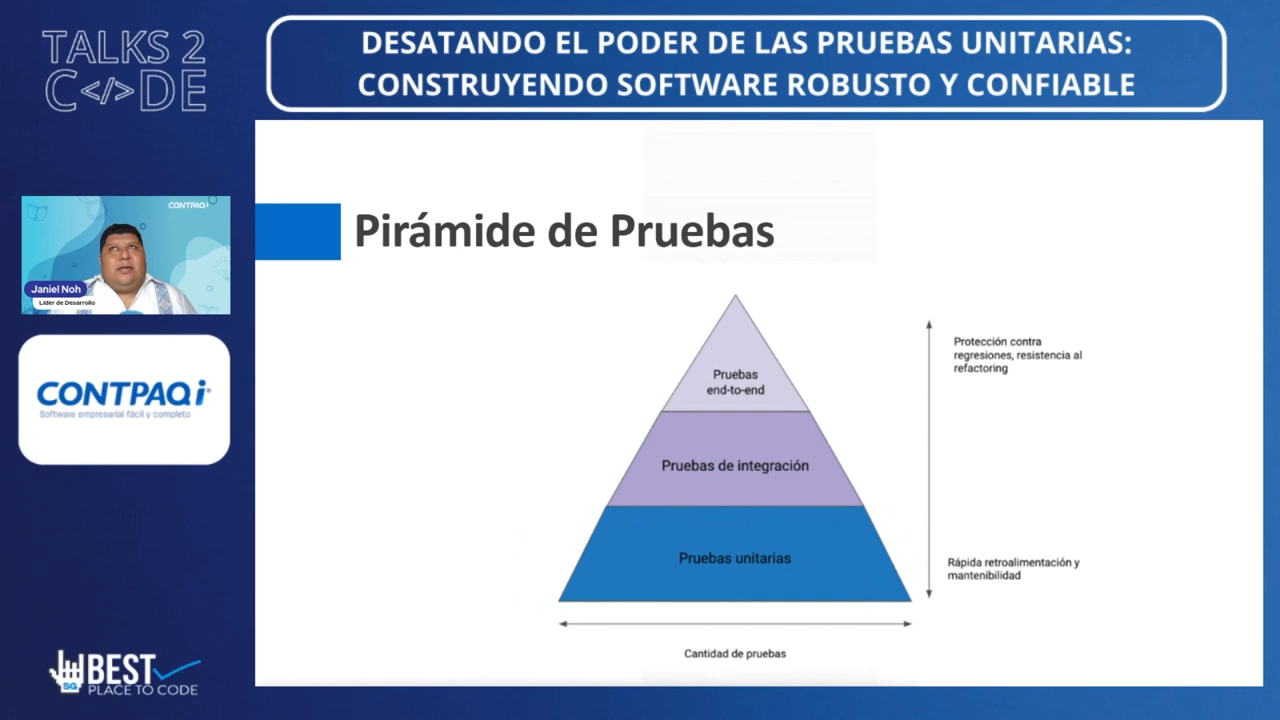 TALKS 2
C</>DE
DESATANDO EL PODER DE LAS PRUEBAS UNITARIAS:
CONSTRUYENDO SOFTWARE ROBUSTO Y CONFIABLE
CONTPAQi
Janiel Noh
Líder de Desarrollo
CONTPAQi®
Software empresarial fácil y completo
SG
BEST
PLACE TO CODE
Pirámide de Pruebas
Pruebas
end-to-end
Pruebas de integración
Pruebas unitarias
Cantidad de pruebas
Protección contra
regresiones, resistencia al
refactoring
Rápida retroalimentación y
mantenibilidad